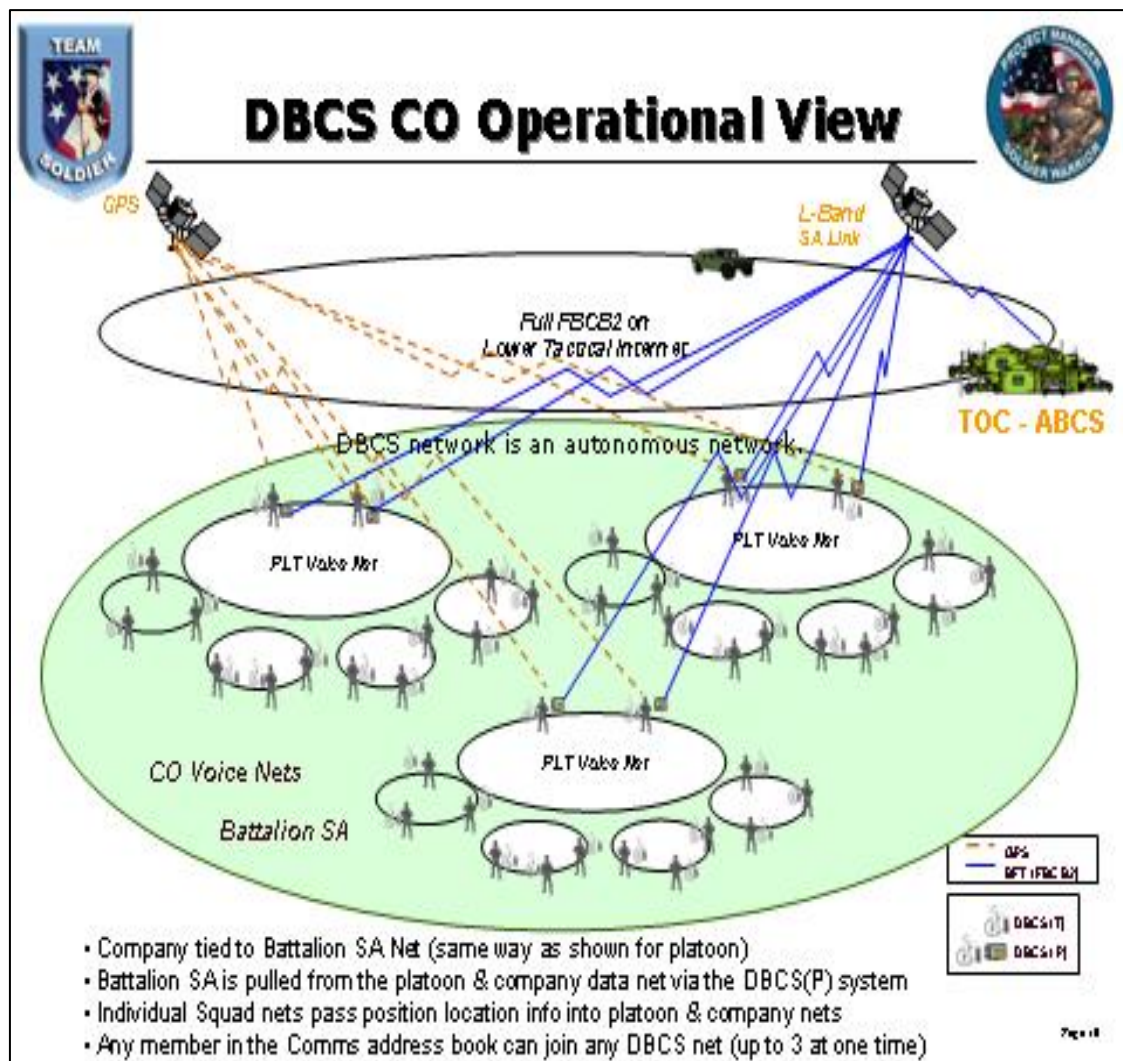 TEAM
SOLDIER
PROJECT MANAGER
SOLDIER WARRIOR
DBCS CO Operational View
GPS
L-Band
SA Link
Full FBCB2 on
Lower Tactical Internet
TOC - ABCS
DBCS network is an autonomous network.
PLT Voice Net
PLT Voice Net
PLT Voice Net
CO Voice Nets
Battalion SA
GPS
BFT (FBCB2)
DBCS(T)
DBCS(P)
• Company tied to Battalion SA Net (same way as shown for platoon)
• Battalion SA is pulled from the platoon & company data net via the DBCS(P) system
• Individual Squad nets pass position location info into platoon & company nets
• Any member in the Comms address book can join any DBCS net (up to 3 at one time)
Page